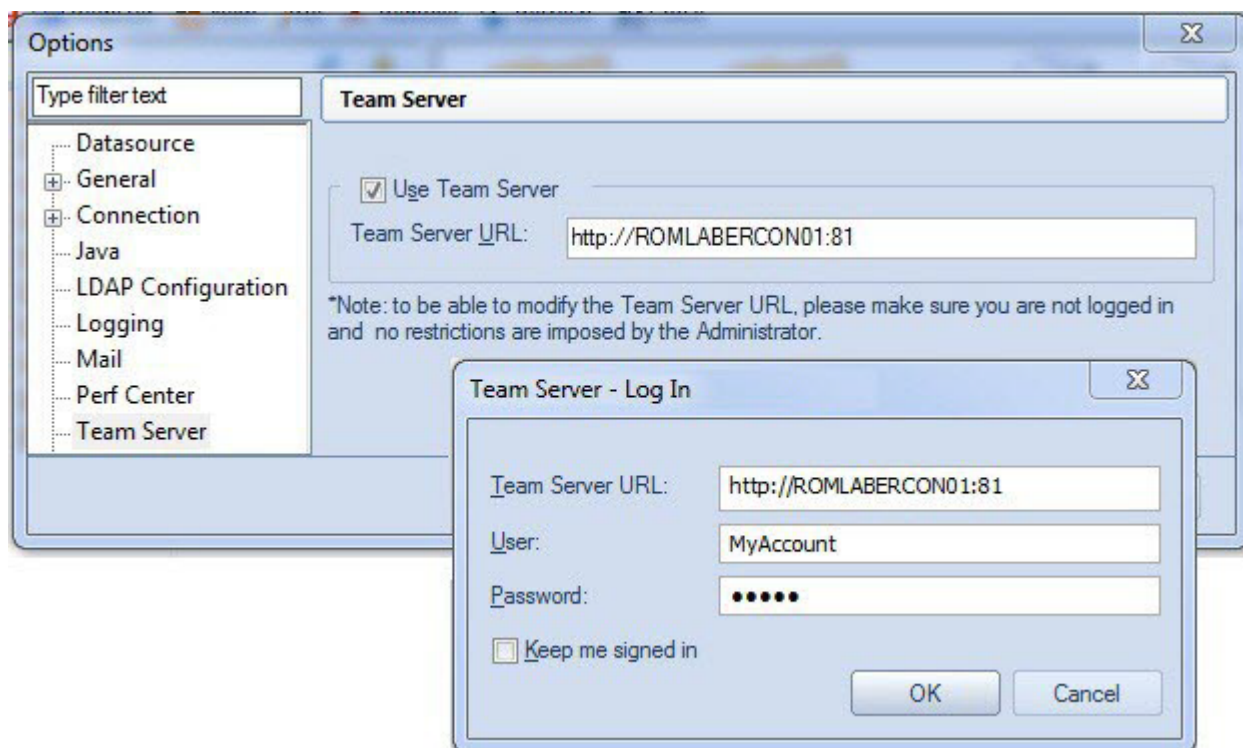 Options
Type filter text
Datasource
General
Connection
Java
LDAP Configuration
Logging
Mail
Perf Center
Team Server
Team Server
Use Team Server
Team Server URL: http://ROMLABERCON01:81
*Note: to be able to modify the Team Server URL, please make sure you are not logged in
and no restrictions are imposed by the Administrator.
Team Server - Log In
Team Server URL: http://ROMLABERCON01:81
User: MyAccount
Password: •••••
Keep me signed in
OK Cancel